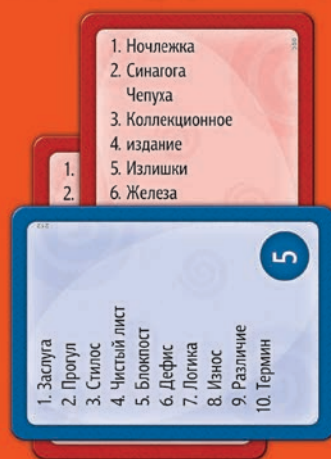 1. Ночлежка
2. Синагога
Чепуха
3. Коллекционное
4. издание
5. Излишки
6. Железа
1.
2.
5
1. Заслуга
2. Прогул
3. Стилос
4. Чистый лист
5. Блокпост
6. Дефис
7. Логика
8. Износ
9. Различие
10. Термин